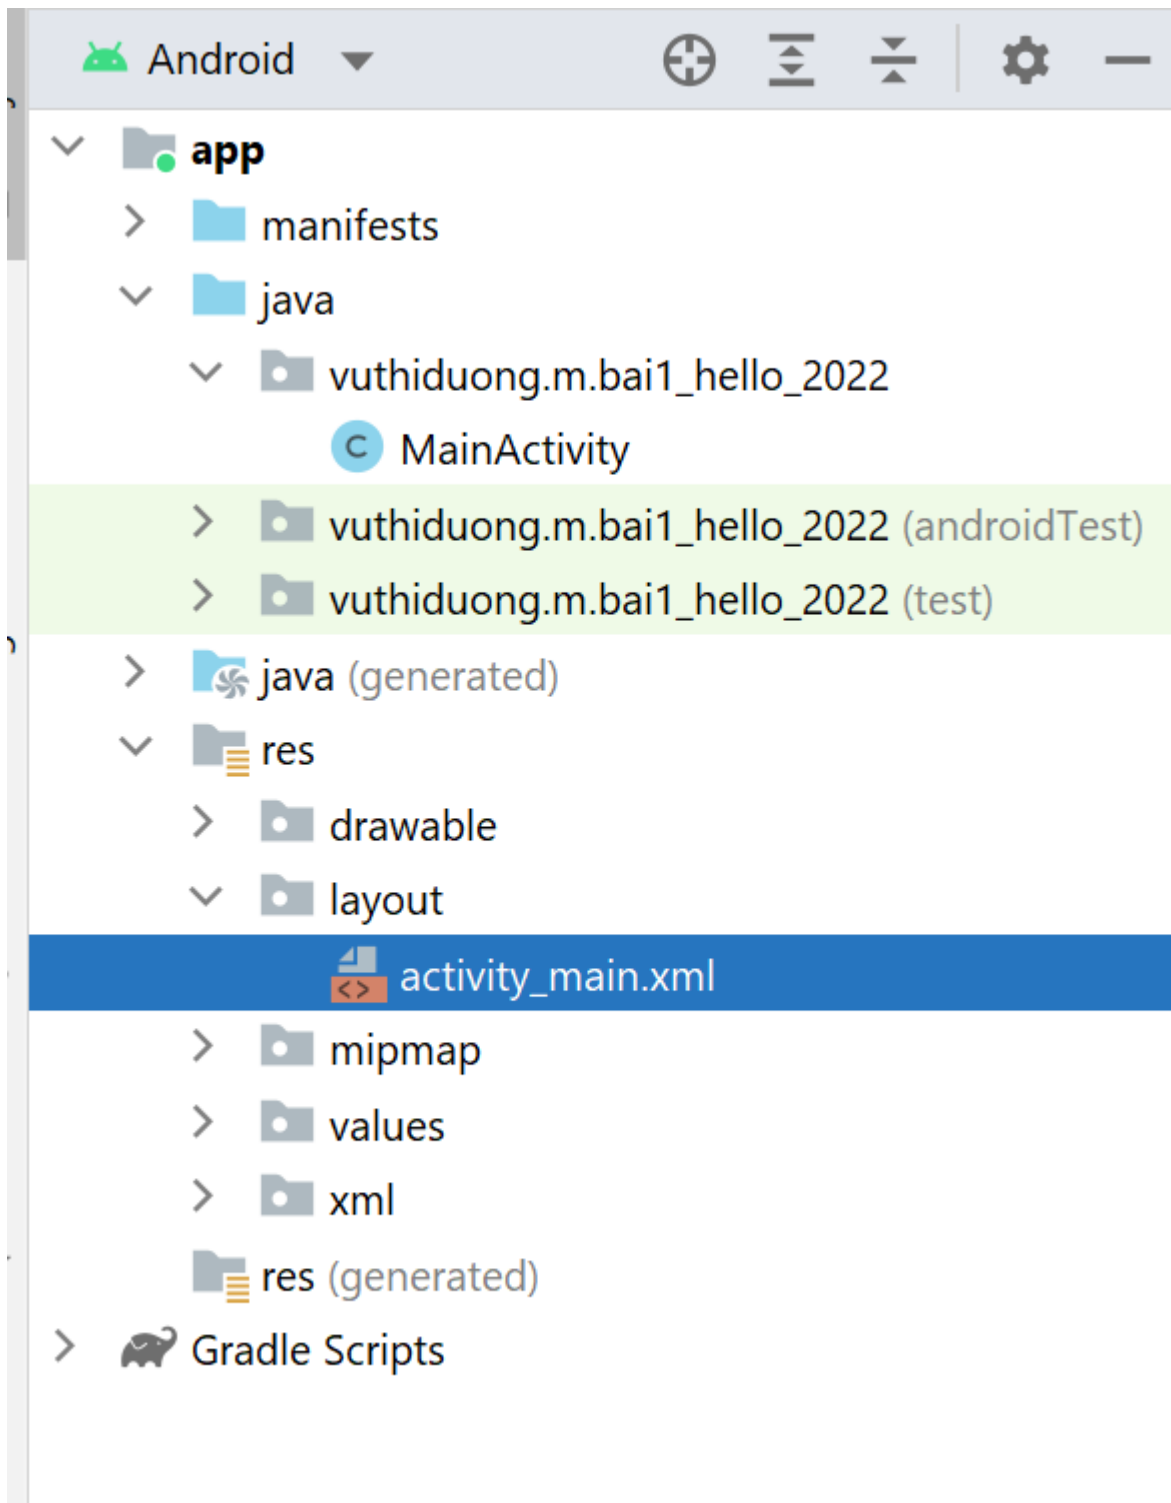 Android
app
manifests
java
vuthiduong.m.bai1_hello_2022
C MainActivity
vuthiduong.m.bai1_hello_2022 (androidTest)
vuthiduong.m.bai1_hello_2022 (test)
java (generated)
res
drawable
layout
<> activity_main.xml
mipmap
values
xml
res (generated)
Gradle Scripts